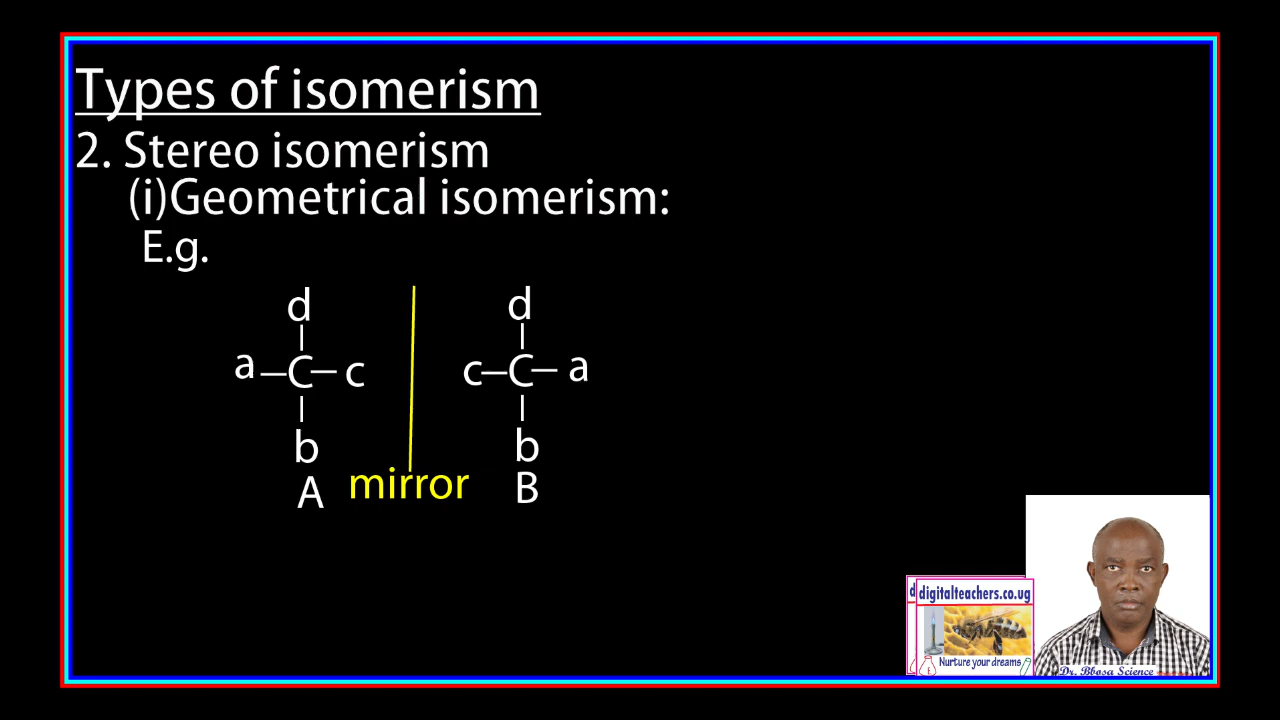 Types of isomerism
2. Stereo isomerism
(i)Geometrical isomerism:
E.g.
d d
a – C – c c – C – a
b b
A mirror B
d digitalteachers.co.ug
Nurture your dreams
Dr. Bbosa Science